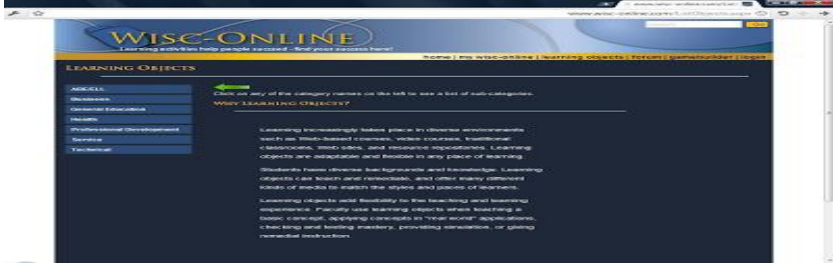 WISC-ONLINE
Learning activities help people succeed - find your success here!
home | my wisc-online | learning objects | forum | gamebuilder | login
LEARNING OBJECTS
ABE/ELL
Business
General Education
Health
Professional Development
Service
Technical
Click on any of the category names on the left to see a list of sub-categories.
WHY LEARNING OBJECTS?
Learning increasingly takes place in diverse environments
such as Web-based courses, video courses, traditional
classrooms, Web sites, and resource repositories. Learning
objects are adaptable and flexible in any place of learning.
Students have diverse backgrounds and knowledge. Learning
objects can teach and remediate, and offer many different
kinds of media to match the styles and paces of learners.
Learning objects add flexibility to the teaching and learning
experience. Faculty use learning objects when teaching a
basic concept, applying concepts in "real world" applications,
checking and testing mastery, providing simulation, or giving
remedial instruction.